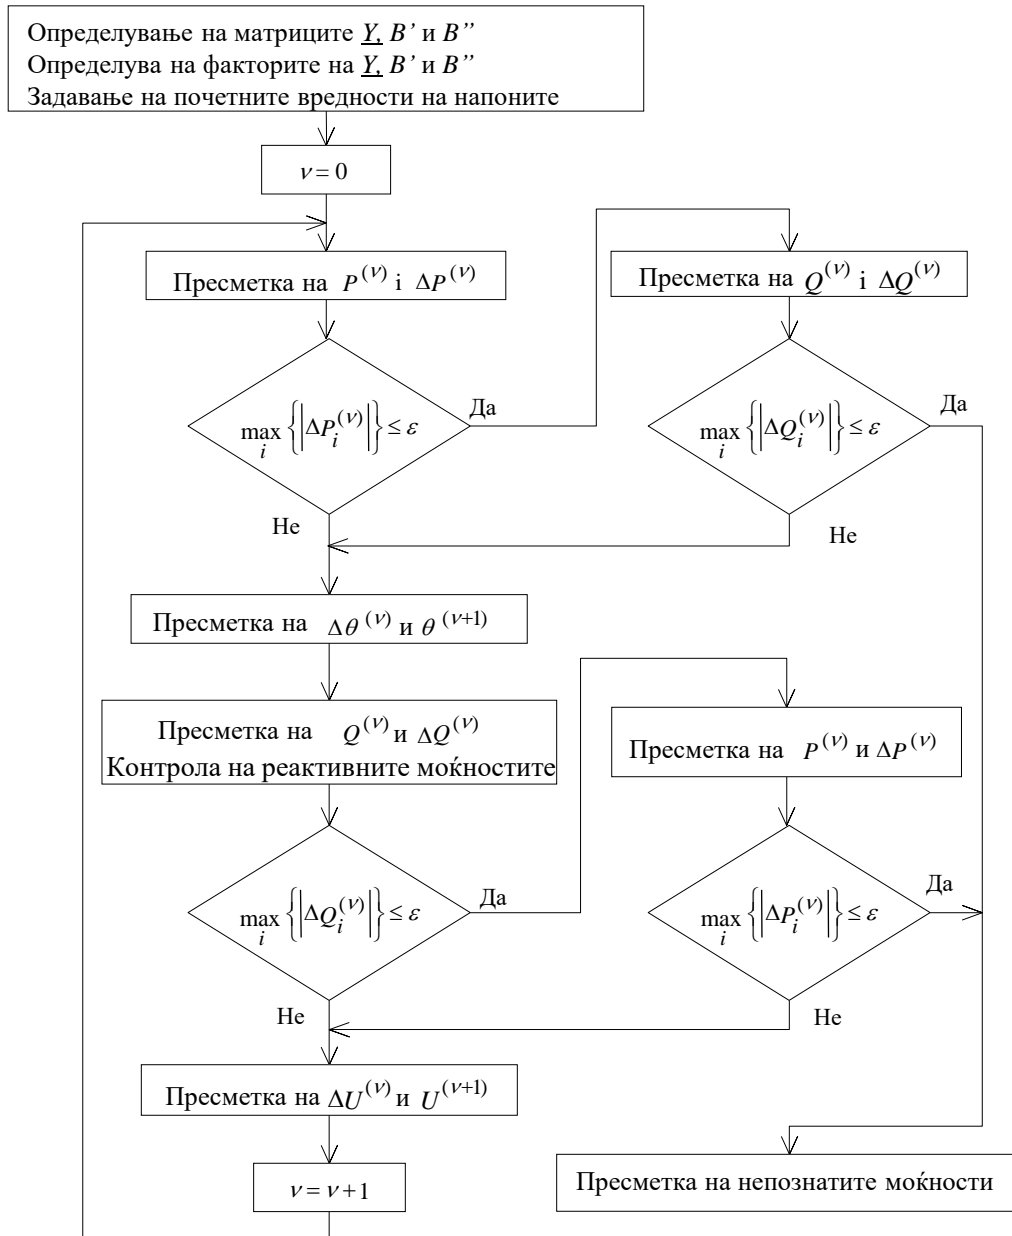 Определување на матриците Y, B’ и B”
Определува на факторите на Y, B’ и B”
Задавање на почетните вредности на напоните
ν = 0
Пресметка на P^(ν) i ΔP^(ν)
Пресметка на Q^(ν) i ΔQ^(ν)
max_i {|ΔP_i^(ν)|} ≤ ε
Да
max_i {|ΔQ_i^(ν)|} ≤ ε
Да
Не
Не
Пресметка на Δθ^(ν) и θ^(ν+1)
Пресметка на Q^(ν) и ΔQ^(ν)
Контрола на реактивните моќностите
Пресметка на P^(ν) и ΔP^(ν)
max_i {|ΔQ_i^(ν)|} ≤ ε
Да
max_i {|ΔP_i^(ν)|} ≤ ε
Да
Не
Не
Пресметка на ΔU^(ν) и U^(ν+1)
ν = ν+1
Пресметка на непознатите моќности